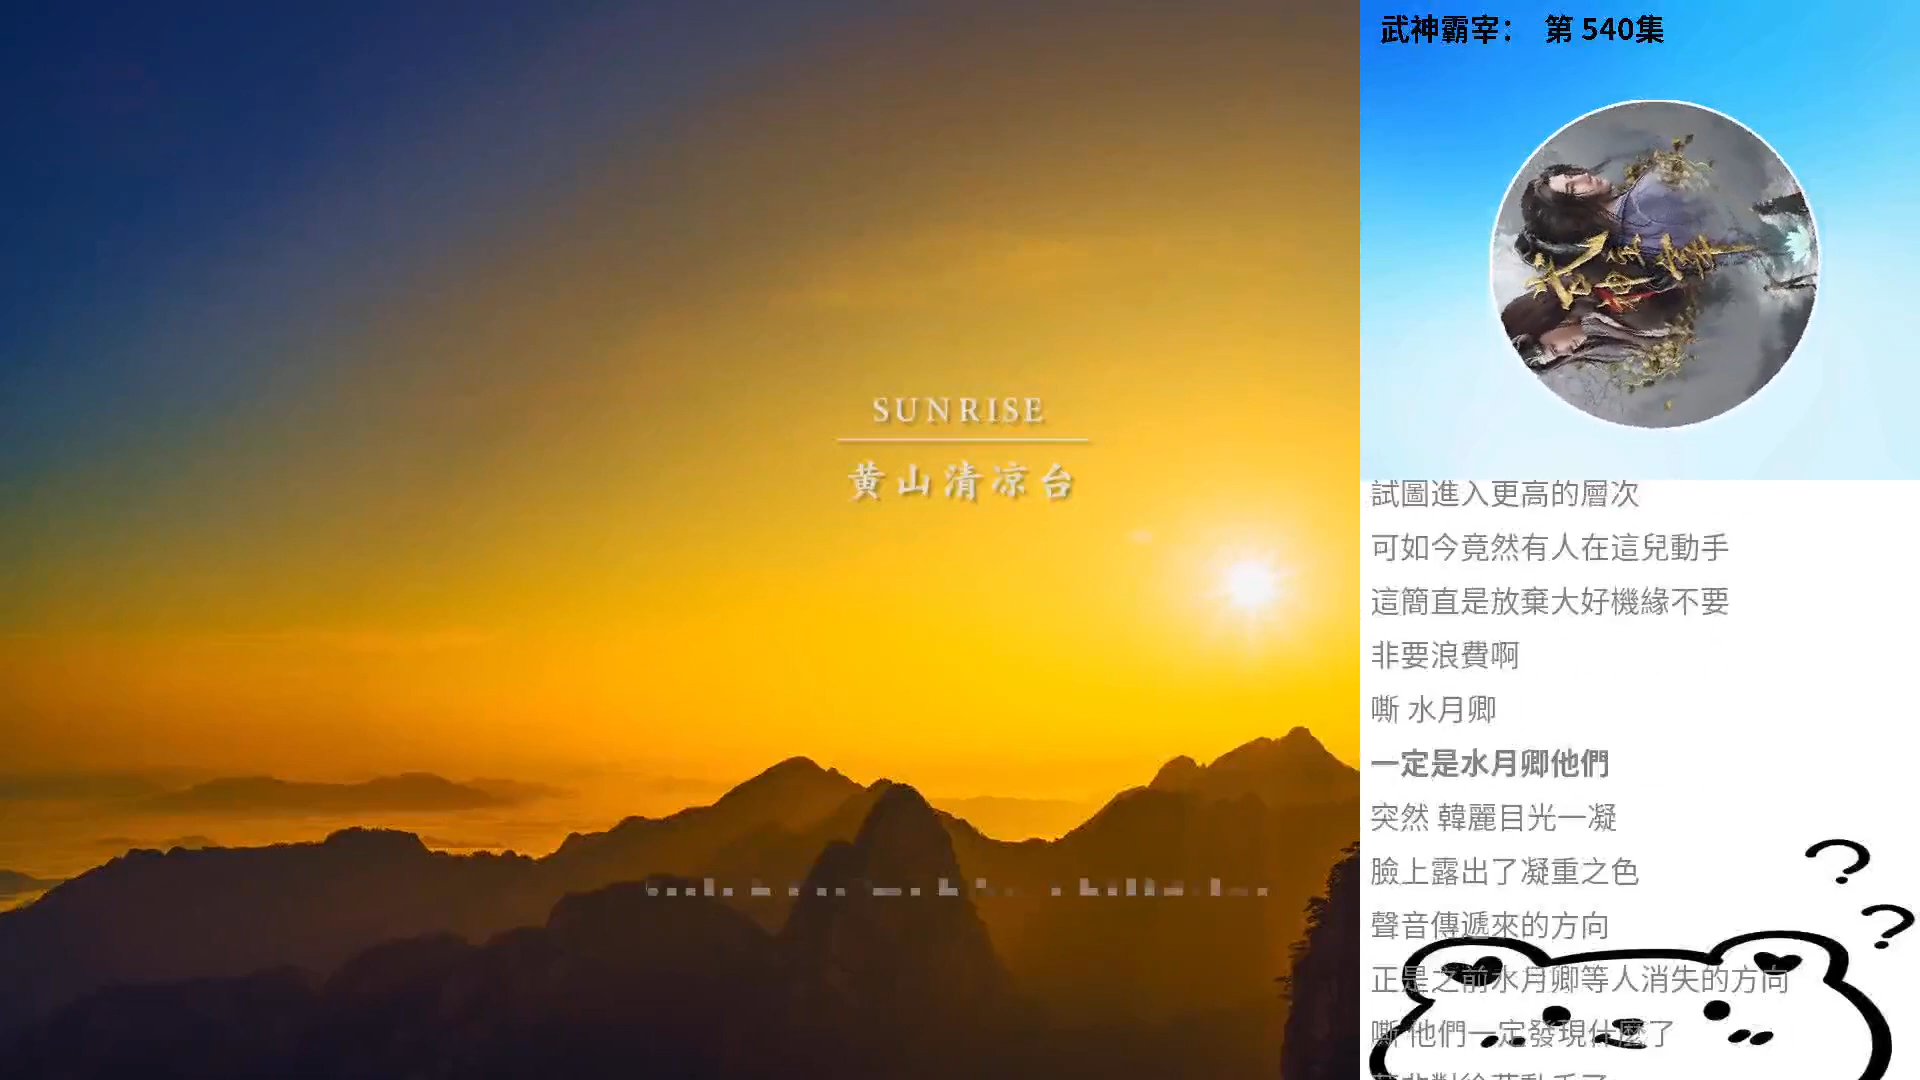 武神霸宰： 第 540集
SUNRISE
黄山清凉台
試圖進入更高的層次
可如今竟然有人在這兒動手
這簡直是放棄大好機緣不要
非要浪費啊
嘶 水月卿
一定是水月卿他們
突然 韓麗目光一凝
臉上露出了凝重之色
聲音傳遞來的方向
正是之前水月卿等人消失的方向
嘶 他們一定發現什麼了